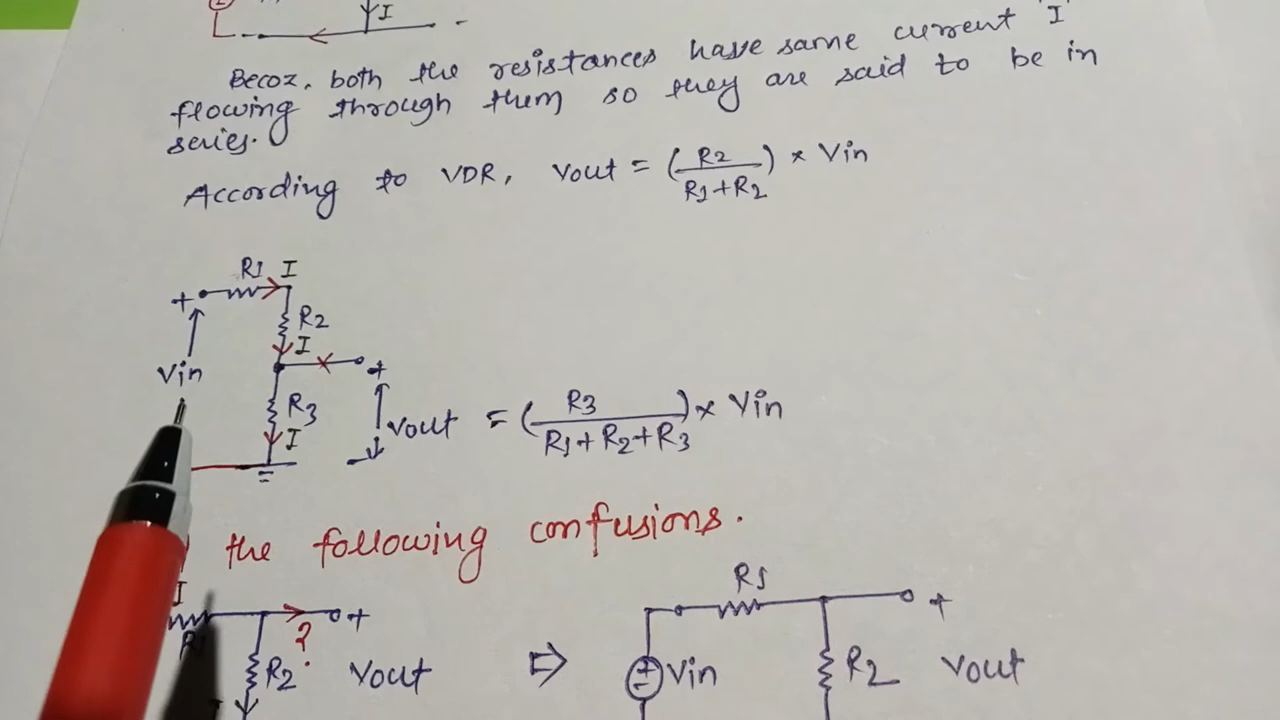 I
Becoz, both the resistances have same current 'I'
flowing through them so they are said to be in
series.
According to VDR, Vout = (R2 / R1+R2) * Vin
R1 I
R2
+
I
Vin
+
R3
I
Vout = (R3 / R1+R2+R3) * Vin
the following confusions.
I
R1
+
?
R2
Vout
⇒
R1
+
Vin
R2
Vout